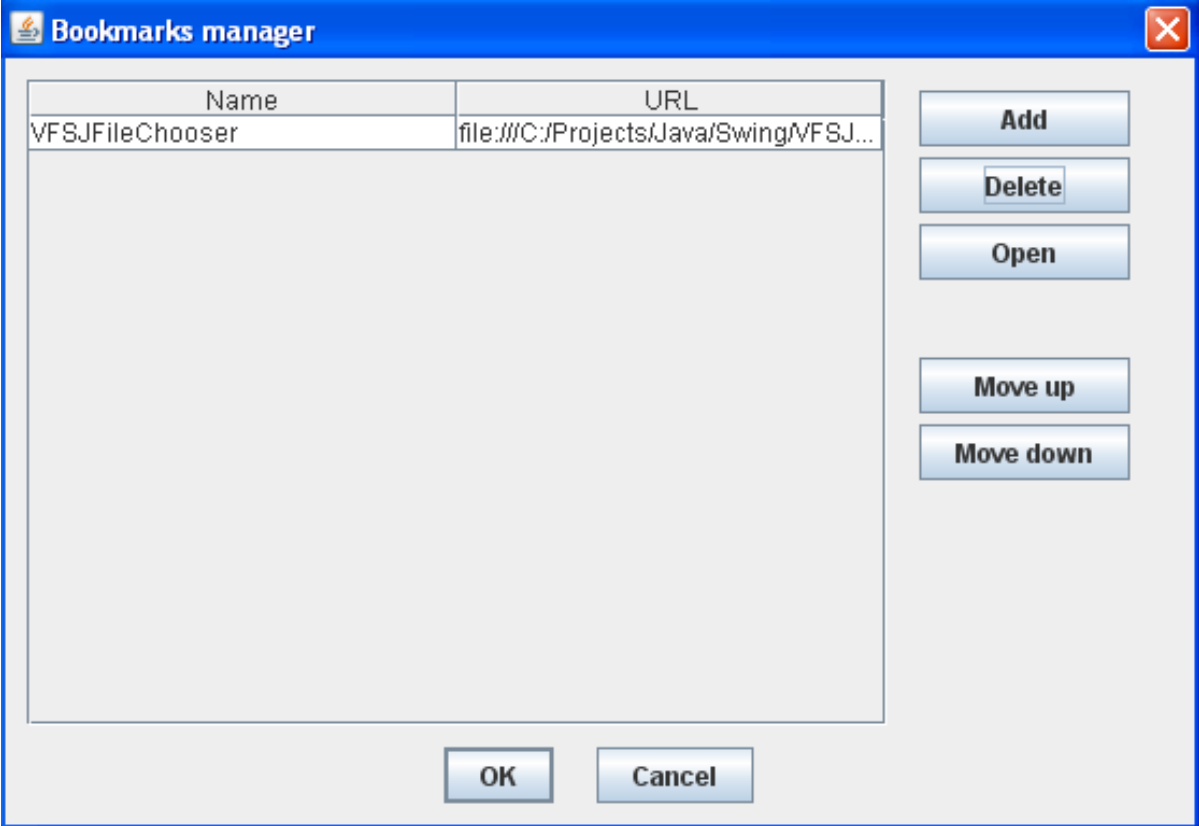 Bookmarks manager
Name URL
VFSJFileChooser file:///C:/Projects/Java/Swing/VFSJ...
Add
Delete
Open
Move up
Move down
OK Cancel